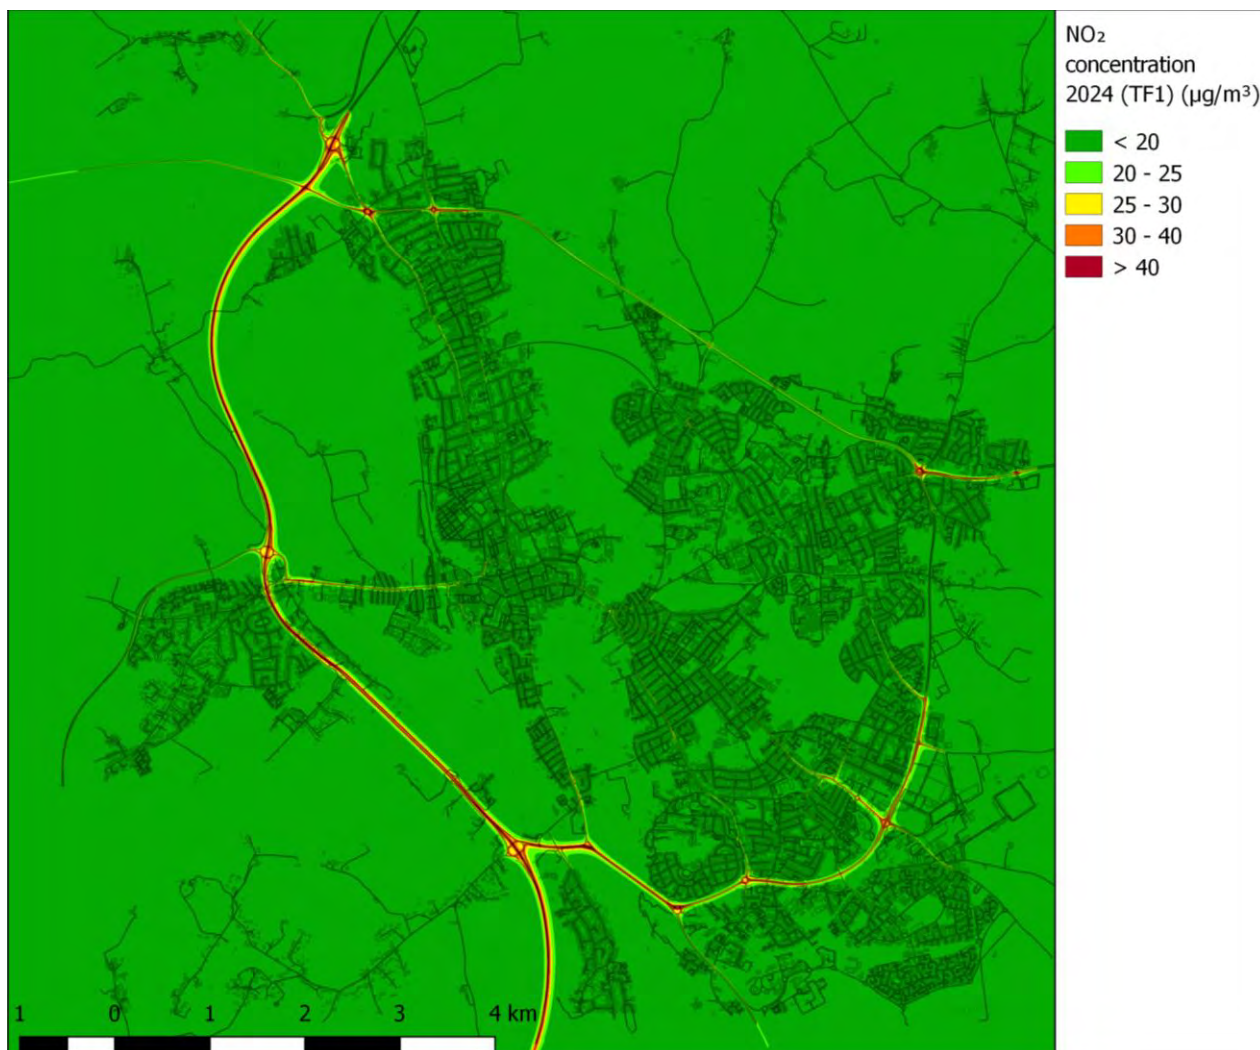 NO₂
concentration
2024 (TF1) (µg/m³)
< 20
20 - 25
25 - 30
30 - 40
> 40
1 0 1 2 3 4 km